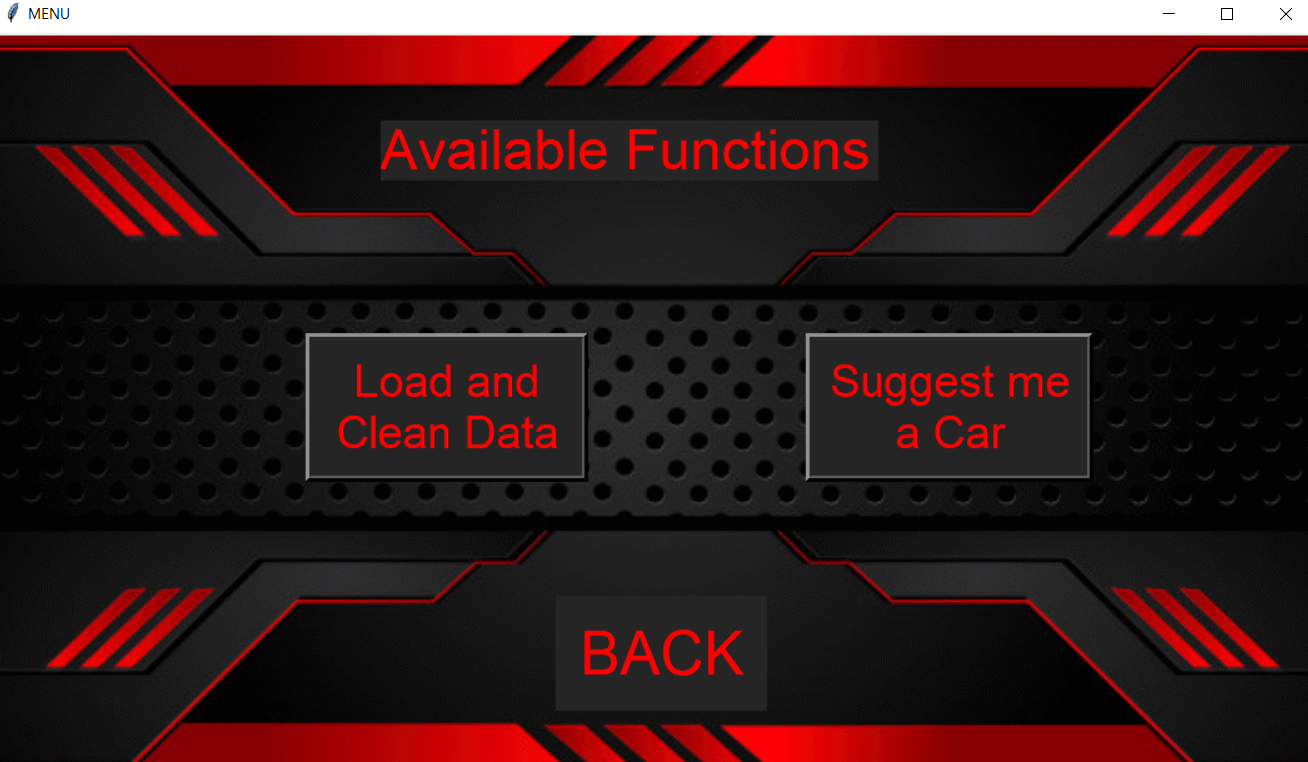 MENU
Available Functions
Load and
Clean Data
Suggest me
a Car
BACK